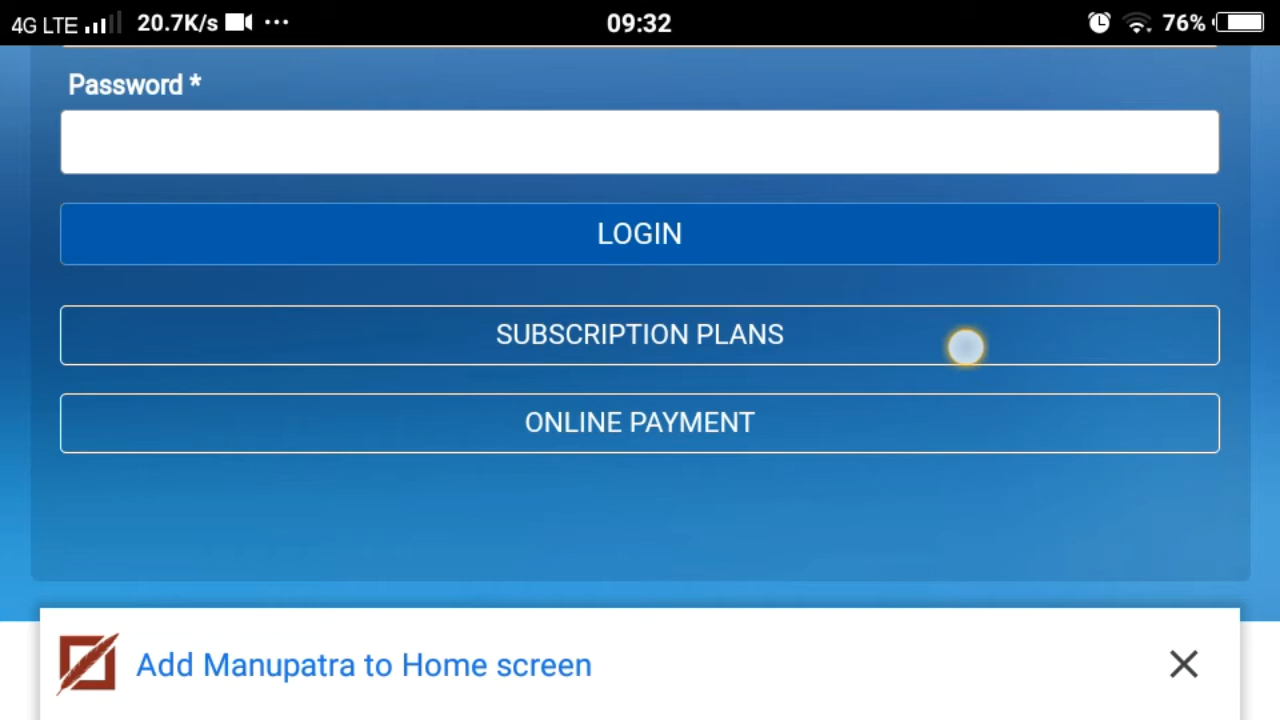 4G LTE 20.7K/s ... 09:32 76%
Password *
LOGIN
SUBSCRIPTION PLANS
ONLINE PAYMENT
Add Manupatra to Home screen